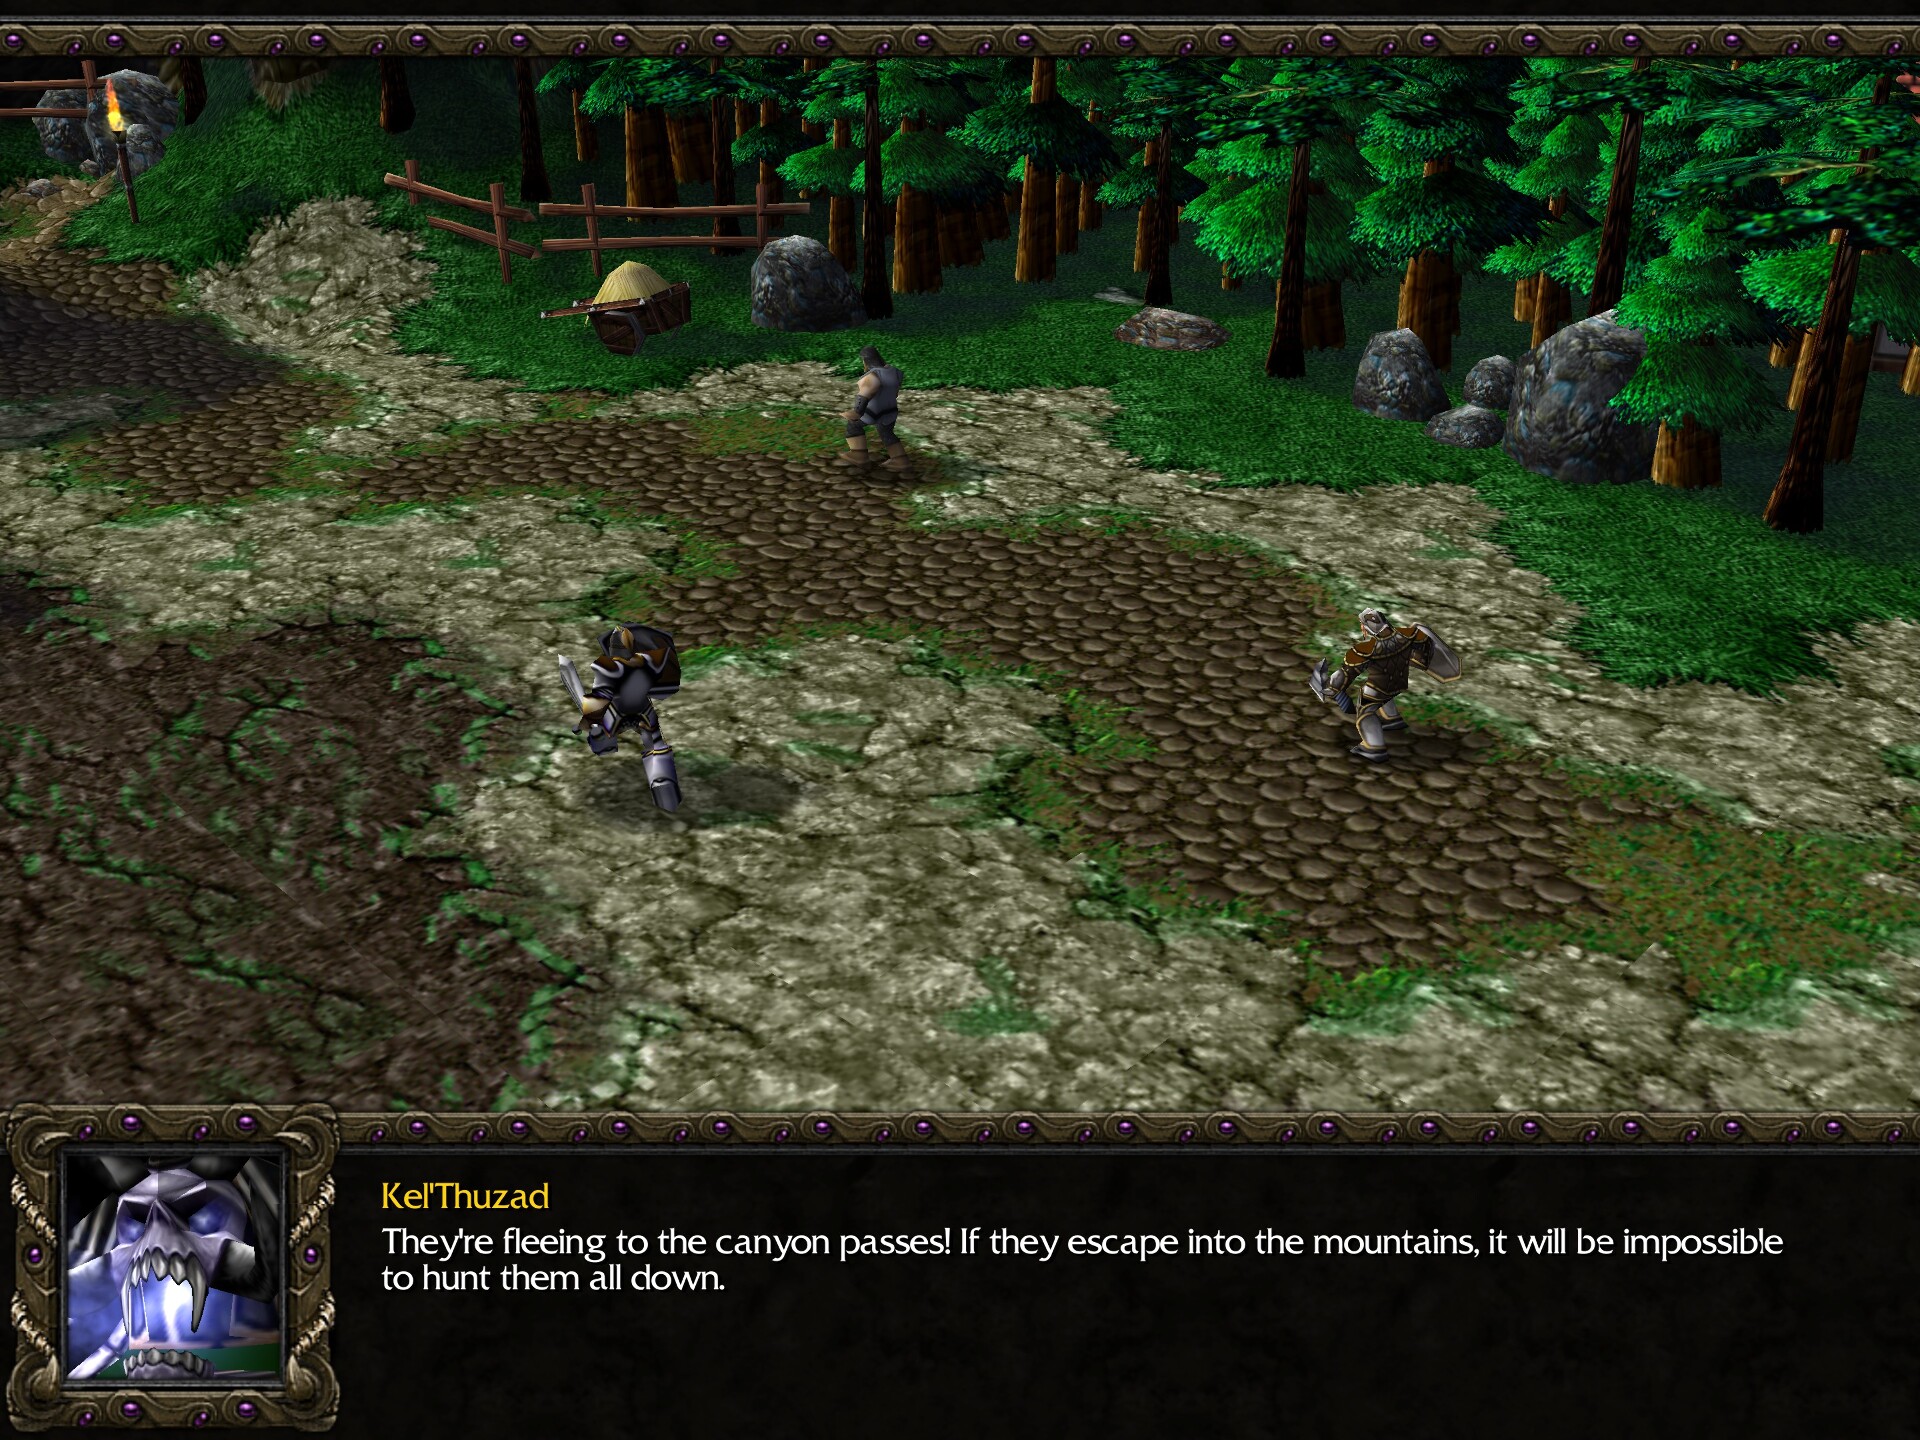 Kel'Thuzad
They're fleeing to the canyon passes! If they escape into the mountains, it will be impossible
to hunt them all down.